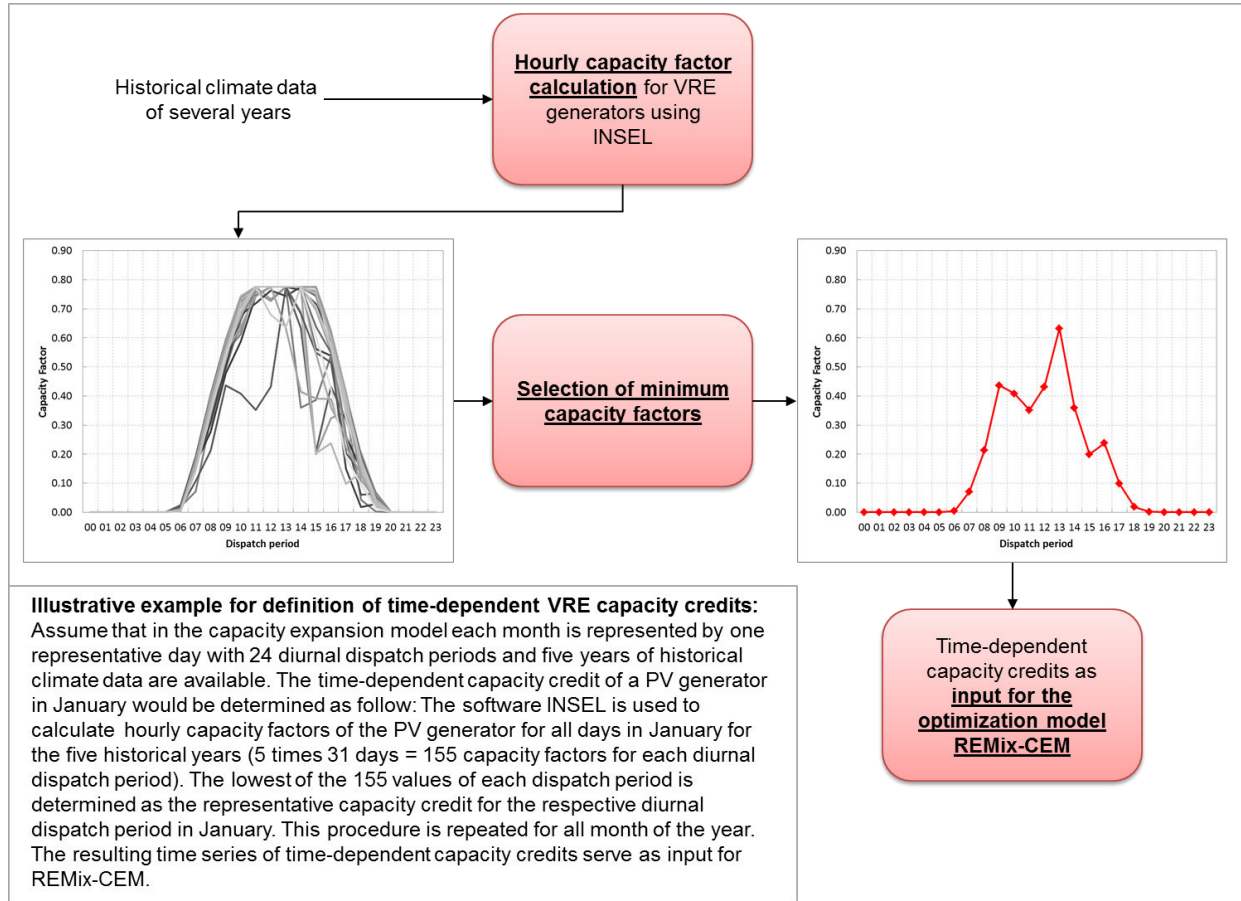 Historical climate data
of several years
Hourly capacity factor
calculation for VRE
generators using
INSEL
0.90
0.80
0.70
0.60
0.50
0.40
0.30
0.20
0.10
0.00
Capacity Factor
00 01 02 03 04 05 06 07 08 09 10 11 12 13 14 15 16 17 18 19 20 21 22 23
Dispatch period
Selection of minimum
capacity factors
0.90
0.80
0.70
0.60
0.50
0.40
0.30
0.20
0.10
0.00
Capacity Factor
00 01 02 03 04 05 06 07 08 09 10 11 12 13 14 15 16 17 18 19 20 21 22 23
Dispatch period
Illustrative example for definition of time-dependent VRE capacity credits:
Assume that in the capacity expansion model each month is represented by one
representative day with 24 diurnal dispatch periods and five years of historical
climate data are available. The time-dependent capacity credit of a PV generator
in January would be determined as follow: The software INSEL is used to
calculate hourly capacity factors of the PV generator for all days in January for
the five historical years (5 times 31 days = 155 capacity factors for each diurnal
dispatch period). The lowest of the 155 values of each dispatch period is
determined as the representative capacity credit for the respective diurnal
dispatch period in January. This procedure is repeated for all month of the year.
The resulting time series of time-dependent capacity credits serve as input for
REMix-CEM.
Time-dependent
capacity credits as
input for the
optimization model
REMix-CEM